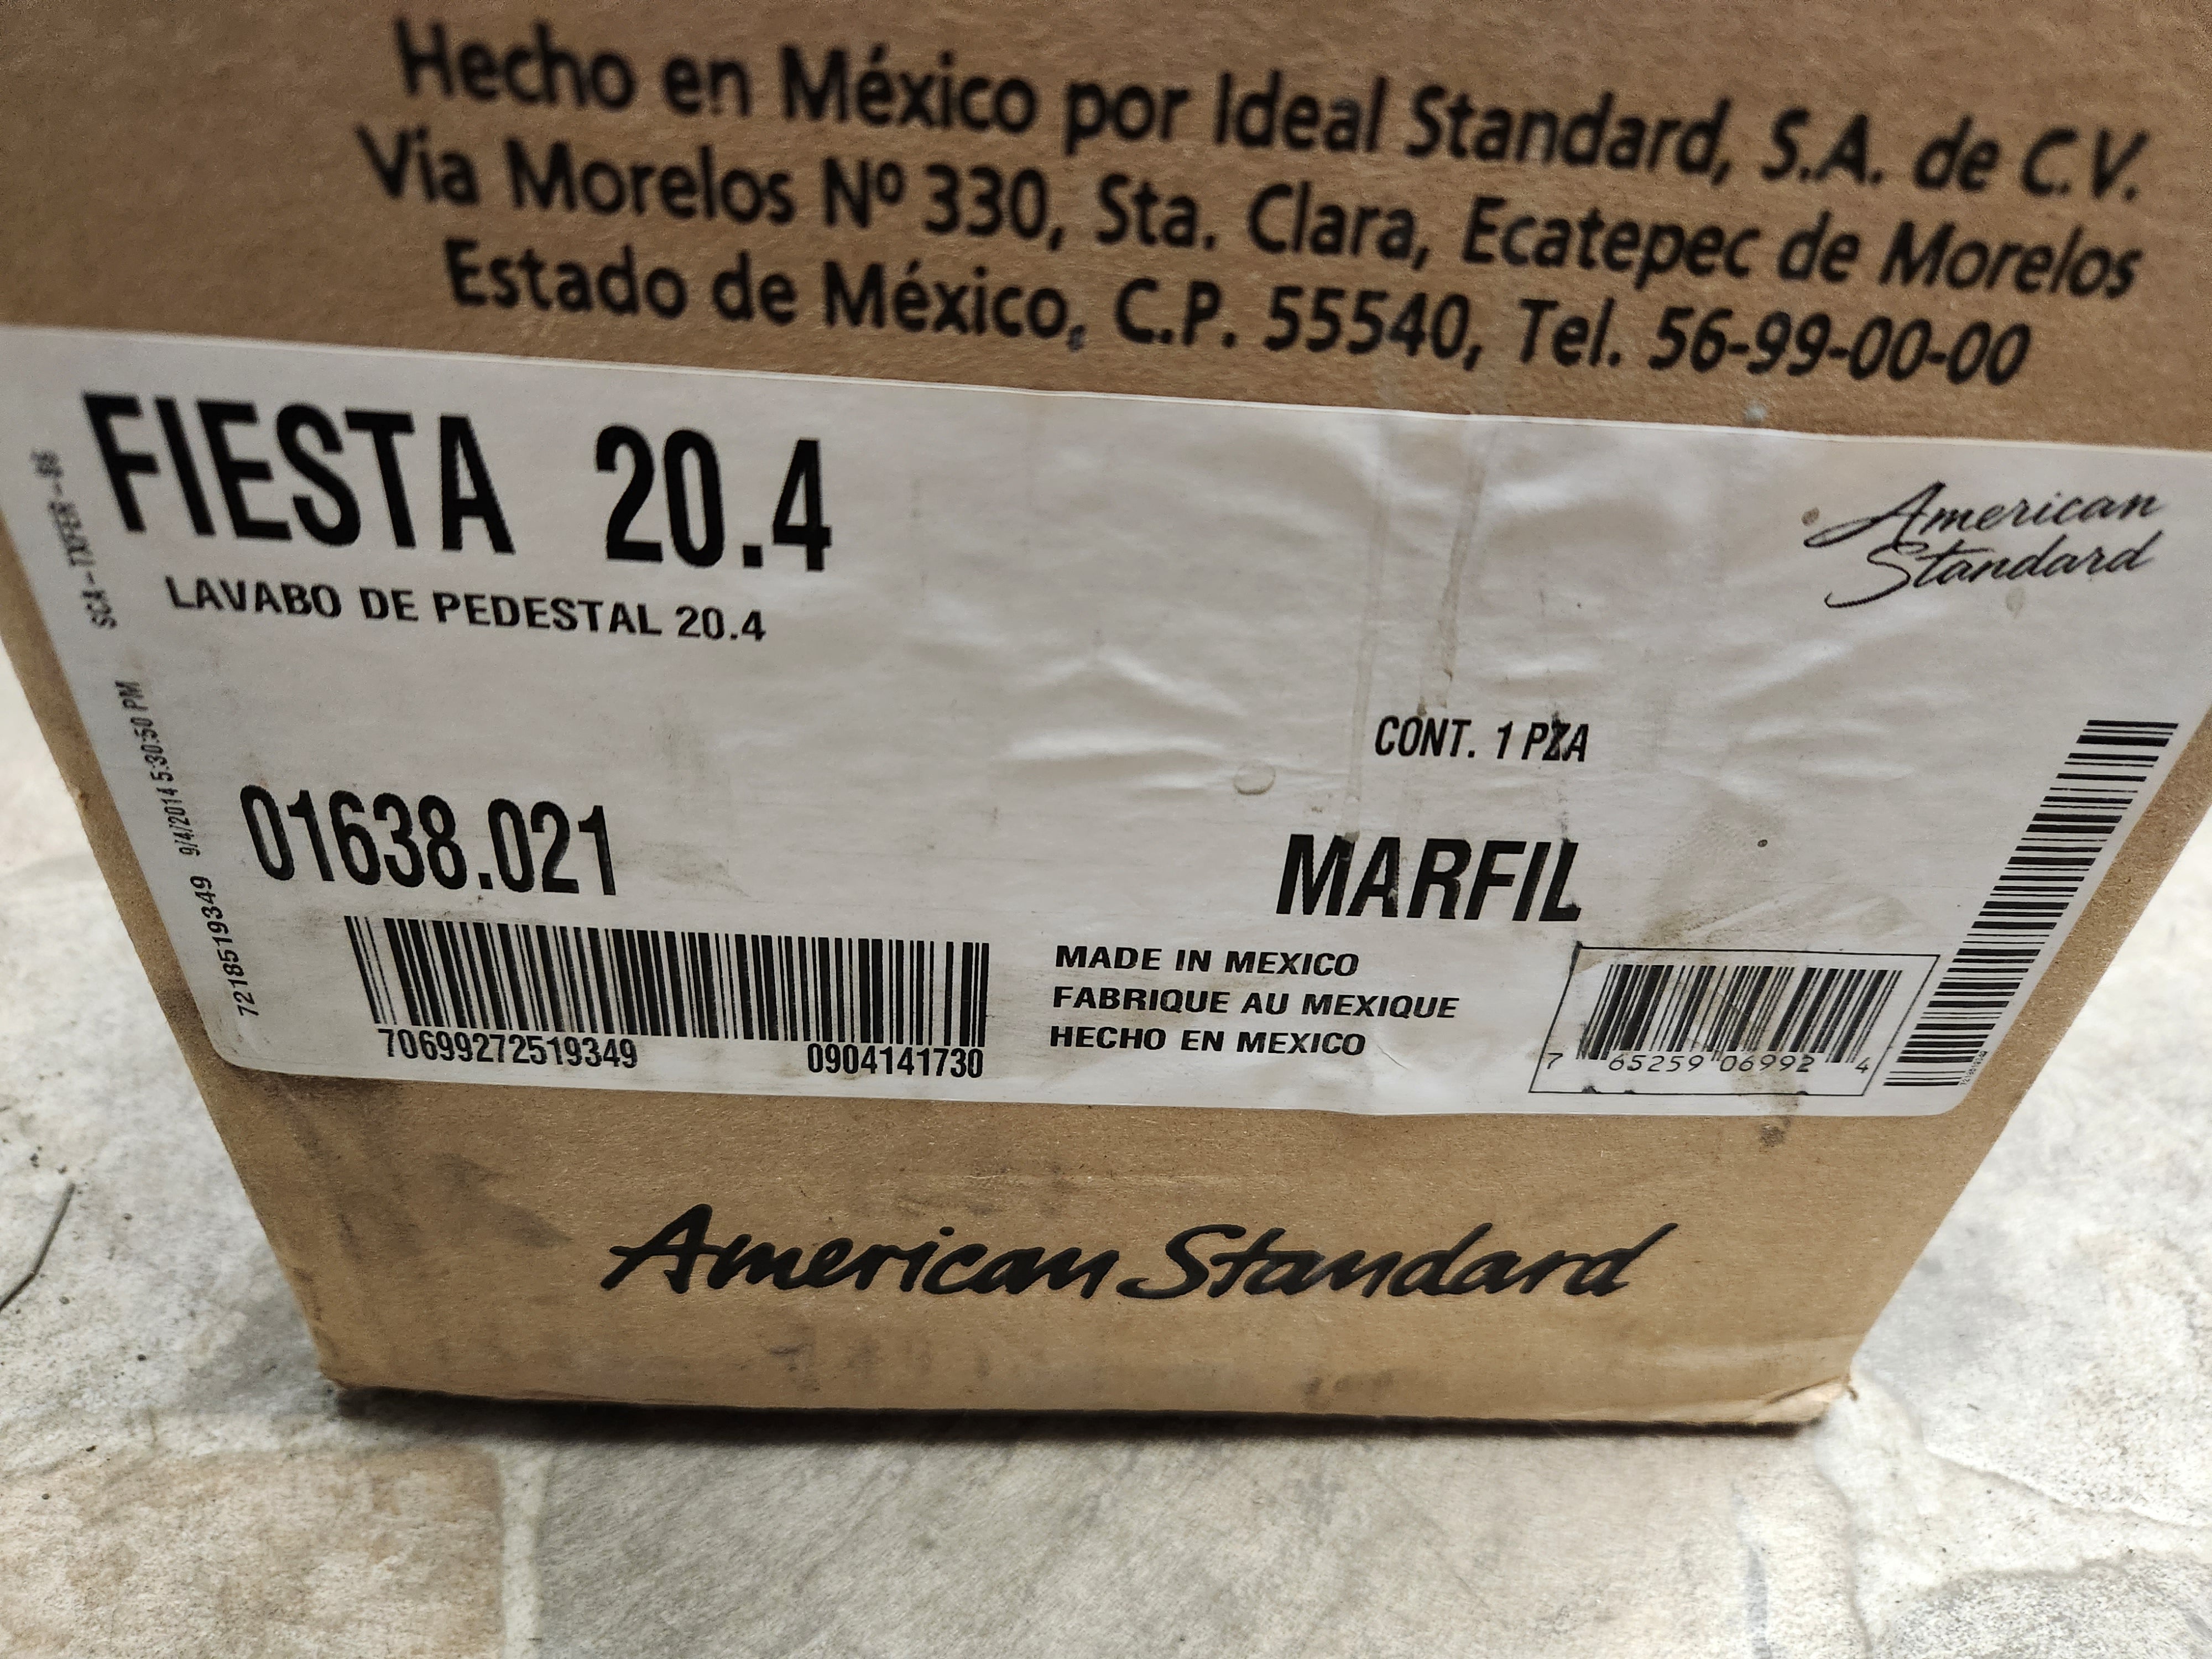 Hecho en México por Ideal Standard, S.A. de C.V.
Via Morelos Nº 330, Sta. Clara, Ecatepec de Morelos
Estado de México, C.P. 55540, Tel. 56-99-00-00
FIESTA 20.4
LAVABO DE PEDESTAL 20.4
American
Standard
CONT. 1 PZA
01638.021
MARFIL
70699272519349 0904141730
MADE IN MEXICO
FABRIQUE AU MEXIQUE
HECHO EN MEXICO
7 65259 06992 4
7218519349 9/4/2014 5:30:50 PM SCA-TXFER-
American Standard